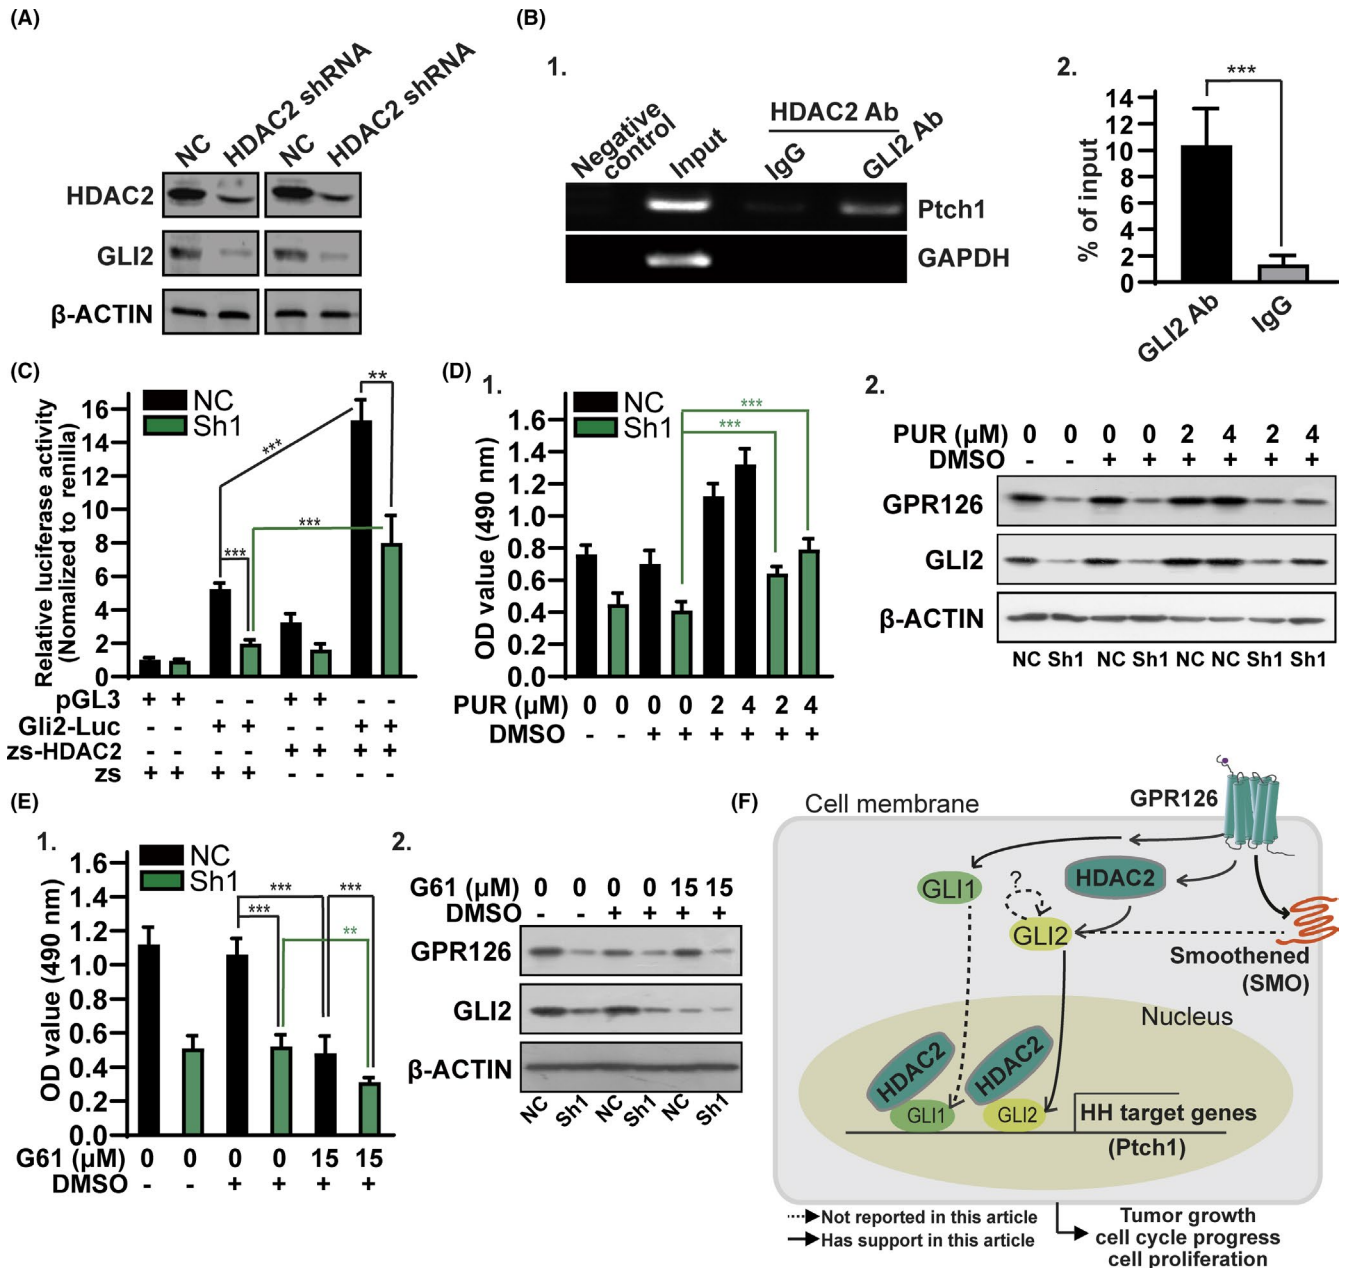 (A)
NC HDAC2 shRNA NC HDAC2 shRNA
HDAC2
GLI2
β-ACTIN
(B)
1.
Negative control Input HDAC2 Ab IgG GLI2 Ab
Ptch1
GAPDH
2.
***
14
12
10
8
6
4
2
0
% of input
GLI2 Ab IgG
(C)
NC
Sh1
Relative luciferase activity
(Nomalized to renilla)
16
14
12
10
8
6
4
2
0
*** *** *** **
pGL3 + + - - + + - -
Gli2-Luc - - + + - - + +
zs-HDAC2 - - - - + + + +
zs + + + + - - - -
(D)
1.
NC
Sh1
OD value (490 nm)
1.6
1.4
1.2
1.0
0.8
0.6
0.4
0.2
0.0
***
***
PUR (μM) 0 0 0 0 2 4 2 4
DMSO - - + + + + + +
2.
PUR (μM) 0 0 0 0 2 4 2 4
DMSO - - + + + + + +
GPR126
GLI2
β-ACTIN
NC Sh1 NC Sh1 NC NC Sh1 Sh1
(E)
1.
NC
Sh1
OD value (490 nm)
1.6
1.4
1.2
1.0
0.8
0.6
0.4
0.2
0.0
*** ***
*** **
G61 (μM) 0 0 0 0 15 15
DMSO - - + + + +
2.
G61 (μM) 0 0 0 0 15 15
DMSO - - + + + +
GPR126
GLI2
β-ACTIN
NC Sh1 NC Sh1 NC Sh1
(F)
Cell membrane
GPR126
GLI1
?
HDAC2
GLI2
Smoothened
(SMO)
Nucleus
HDAC2 HDAC2
GLI1 GLI2
HH target genes
(Ptch1)
Not reported in this article
Has support in this article
Tumor growth
cell cycle progress
cell proliferation